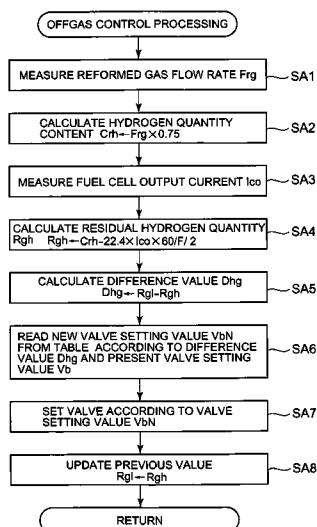 OFFGAS CONTROL PROCESSING
MEASURE REFORMED GAS FLOW RATE Frg
SA1
CALCULATE HYDROGEN QUANTITY
CONTENT Crh←Frg×0.75
SA2
MEASURE FUEL CELL OUTPUT CURRENT Ico
SA3
CALCULATE RESIDUAL HYDROGEN QUANTITY
Rgh Rgh←Crh-22.4×Ico×60/F/2
SA4
CALCULATE DIFFERENCE VALUE Dhg
Dhg←Rgl-Rgh
SA5
READ NEW VALVE SETTING VALUE VbN
FROM TABLE ACCORDING TO DIFFERENCE
VALUE Dhg AND PRESENT VALVE SETTING
VALUE Vb
SA6
SET VALVE ACCORDING TO VALVE
SETTING VALUE VbN
SA7
UPDATE PREVIOUS VALUE
Rgl←Rgh
SA8
RETURN